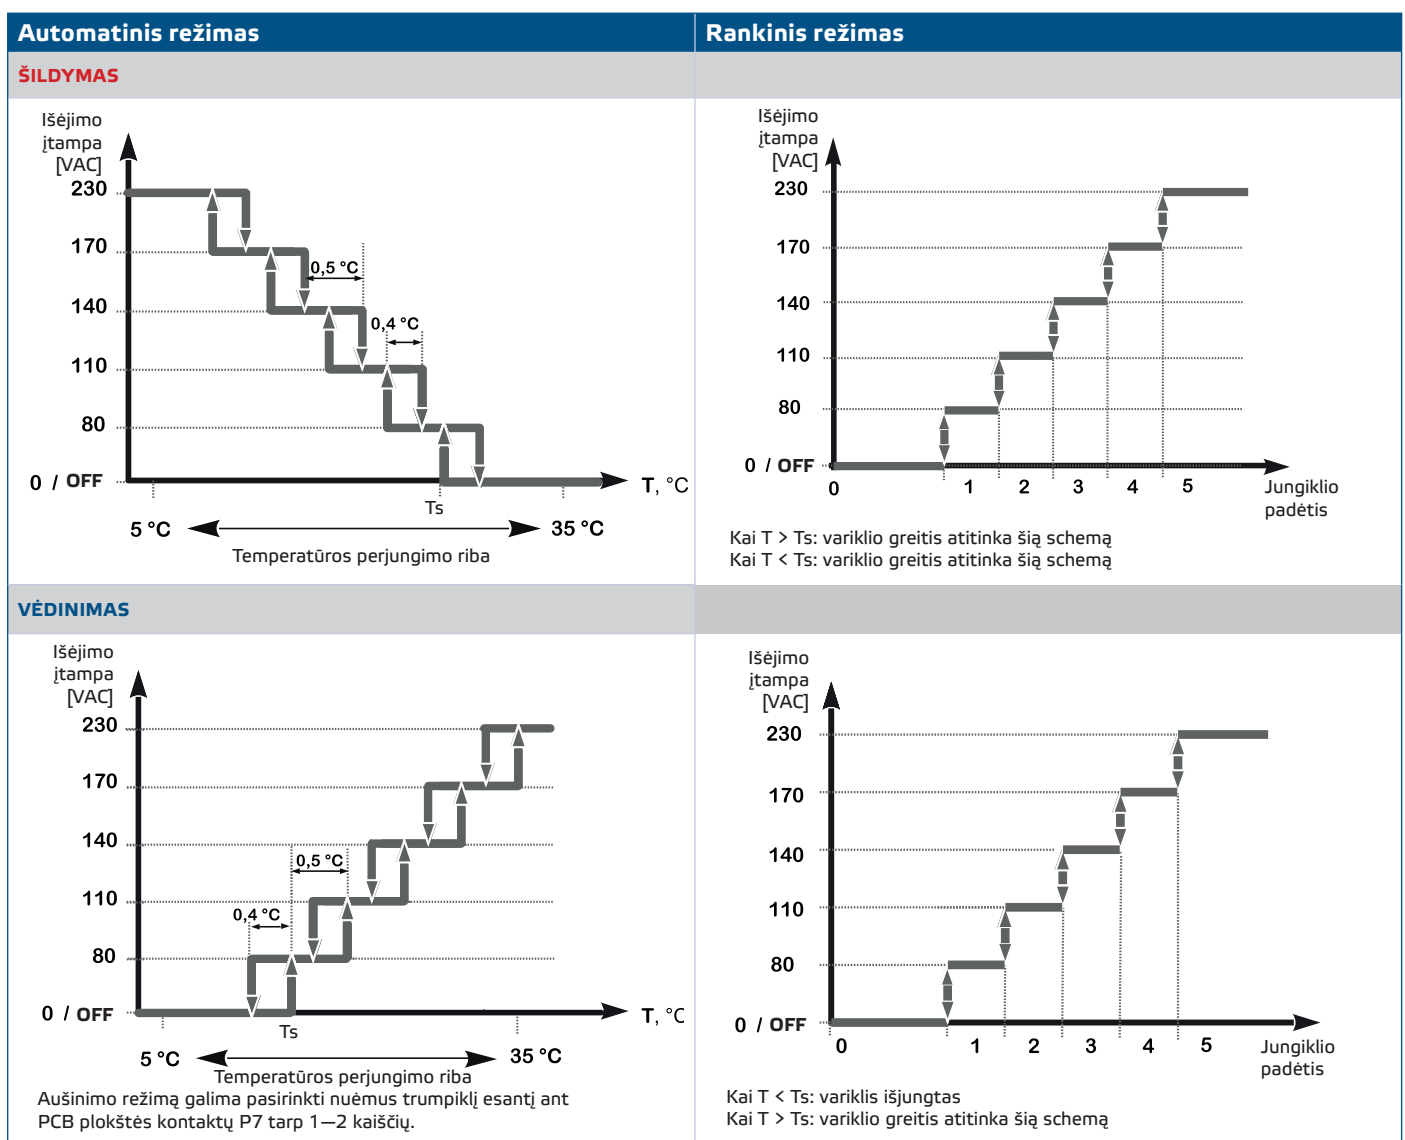 Automatinis režimas
Rankinis režimas
ŠILDYMAS
Išėjimo
įtampa
[VAC]
230
170
140
110
80
0 / OFF
0,5 °C
0,4 °C
T, °C
Ts
5 °C
35 °C
Temperatūros perjungimo riba
Išėjimo
įtampa
[VAC]
230
170
140
110
80
0 / OFF
0
1
2
3
4
5
Jungiklio
padėtis
Kai T > Ts: variklio greitis atitinka šią schemą
Kai T < Ts: variklio greitis atitinka šią schemą
VĖDINIMAS
Išėjimo
įtampa
[VAC]
230
170
140
110
80
0 / OFF
0,5 °C
0,4 °C
T, °C
Ts
5 °C
35 °C
Temperatūros perjungimo riba
Aušinimo režimą galima pasirinkti nuėmus trumpiklį esantį ant
PCB plokštės kontaktų P7 tarp 1—2 kaiščių.
Išėjimo
įtampa
[VAC]
230
170
140
110
80
0 / OFF
0
1
2
3
4
5
Jungiklio
padėtis
Kai T < Ts: variklis išjungtas
Kai T > Ts: variklio greitis atitinka šią schemą